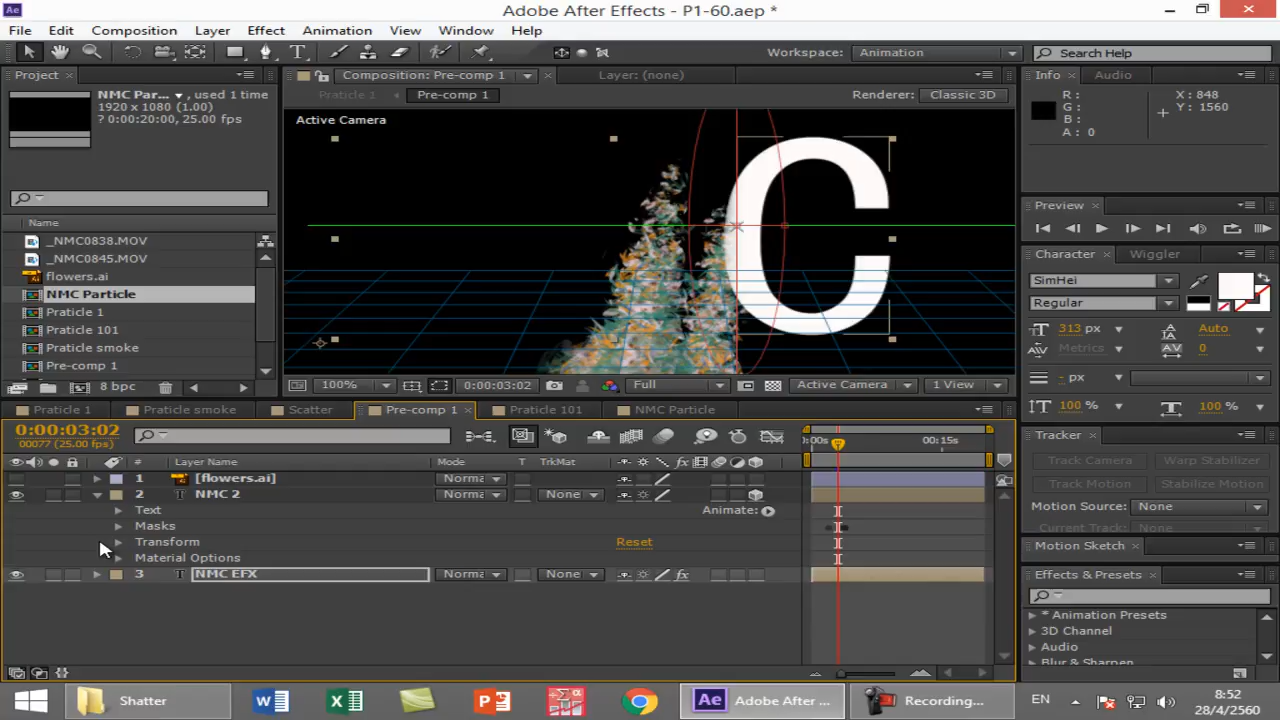 Adobe After Effects - P1-60.aep *
File Edit Composition Layer Effect Animation View Window Help
Workspace: Animation Search Help
Project
NMC Par... , used 1 time
1920 x 1080 (1.00)
? 0:00:20:00, 25.00 fps
Name
_NMC0838.MOV
_NMC0845.MOV
flowers.ai
NMC Particle
Praticle 1
Praticle 101
Praticle smoke
Pre-comp 1
8 bpc
Composition: Pre-comp 1 Layer: (none)
Praticle 1 Pre-comp 1 Renderer: Classic 3D
Active Camera
C
100% 0:00:03:02 Full Active Camera 1 View
Info Audio
R: X: 848
G: Y: 1560
B:
A: 0
Preview
Character Wiggler
SimHei
Regular
313 px Auto
Metrics 0
- px
100 % 100 %
Tracker
Track Camera Warp Stabilizer
Track Motion Stabilize Motion
Motion Source: None
Current Track: None
Motion Sketch
Effects & Presets
* Animation Presets
3D Channel
Audio
Blur & Sharpen
Praticle 1 Praticle smoke Scatter Pre-comp 1 Praticle 101 NMC Particle
0:00:03:02
00077 (25.00 fps)
0:00s 00:15s
# Layer Name Mode T TrkMat
1 [flowers.ai] Norma
2 NMC 2 Norma None
Text Animate:
Masks
Transform Reset
Material Options
3 NMC EFX Norma None
Shatter Adobe After ... Recording... EN 8:52
28/4/2560